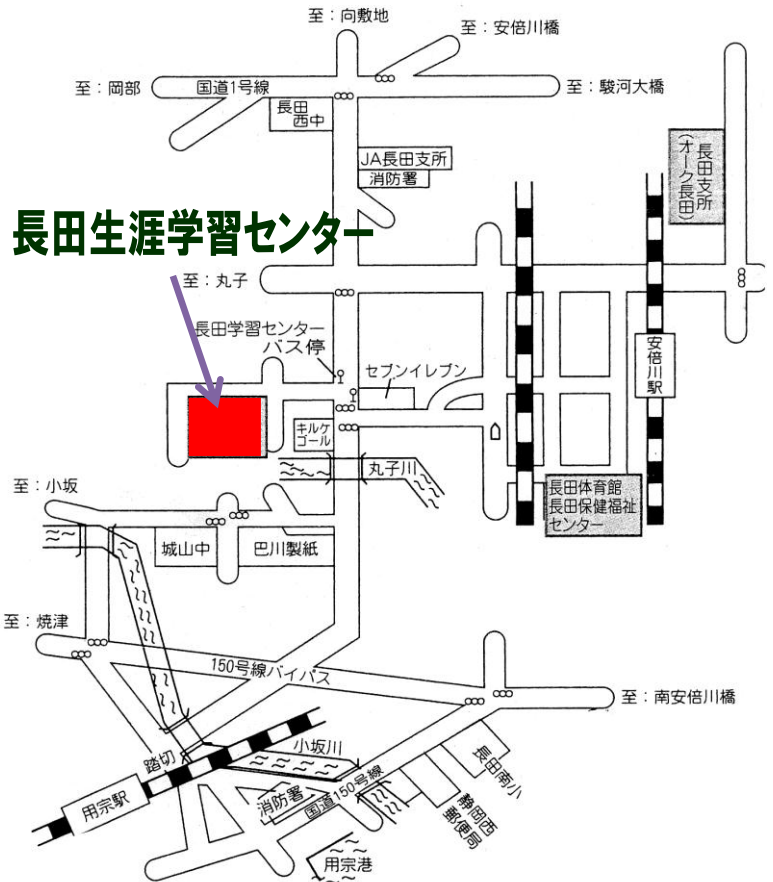 至：向敷地
至：安倍川橋
至：岡部
国道1号線
至：駿河大橋
長田
西中
JA長田支所
消防署
長田支所
(オーク長田)
長田生涯学習センター
至：丸子
長田学習センター
バス停
セブンイレブン
安倍川駅
キルケ
ゴール
丸子川
至：小坂
長田体育館
長田保健福祉
センター
城山中
巴川製紙
至：焼津
150号線バイパス
至：南安倍川橋
踏切
小坂川
長田南小
用宗駅
消防署
国道150号線
静岡西
郵便局
用宗港